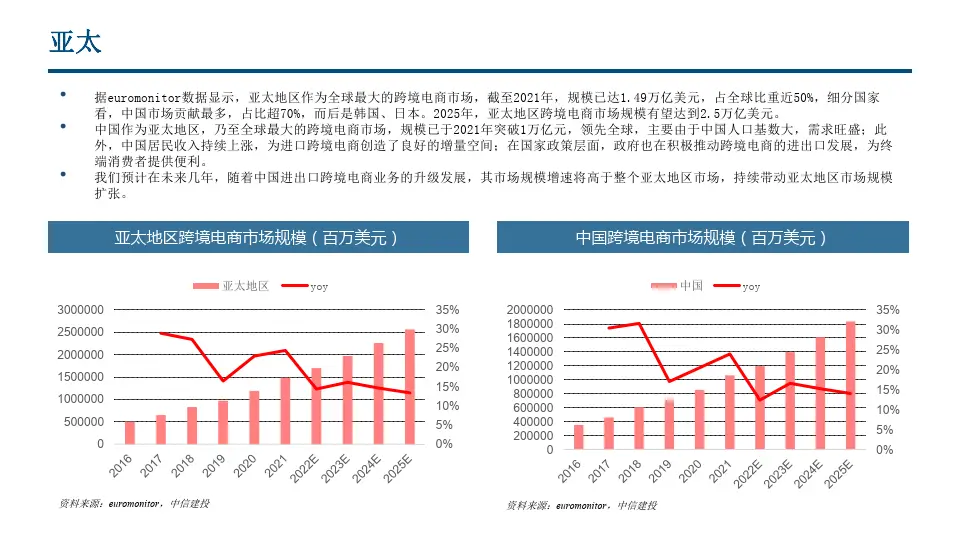 亚太
• 据euromonitor数据显示，亚太地区作为全球最大的跨境电商市场，截至2021年，规模已达1.49万亿美元，占全球比重近50%，细分国家
看，中国市场贡献最多，占比超70%，而后是韩国、日本。2025年，亚太地区跨境电商市场规模有望达到2.5万亿美元。
• 中国作为亚太地区，乃至全球最大的跨境电商市场，规模已于2021年突破1万亿元，领先全球，主要由于中国人口基数大，需求旺盛；此
外，中国居民收入持续上涨，为进口跨境电商创造了良好的增量空间；在国家政策层面，政府也在积极推动跨境电商的进出口发展，为终
端消费者提供便利。
• 我们预计在未来几年，随着中国进出口跨境电商业务的升级发展，其市场规模增速将高于整个亚太地区市场，持续带动亚太地区市场规模
扩张。
亚太地区跨境电商市场规模（百万美元）
亚太地区 yoy
3000000
2500000
2000000
1500000
1000000
500000
0
35%
30%
25%
20%
15%
10%
5%
0%
2016 2017 2018 2019 2020 2021 2022E 2023E 2024E 2025E
资料来源：euromonitor，中信建投
中国跨境电商市场规模（百万美元）
中国 yoy
2000000
1800000
1600000
1400000
1200000
1000000
800000
600000
400000
200000
0
35%
30%
25%
20%
15%
10%
5%
0%
2016 2017 2018 2019 2020 2021 2022E 2023E 2024E 2025E
资料来源：euromonitor，中信建投